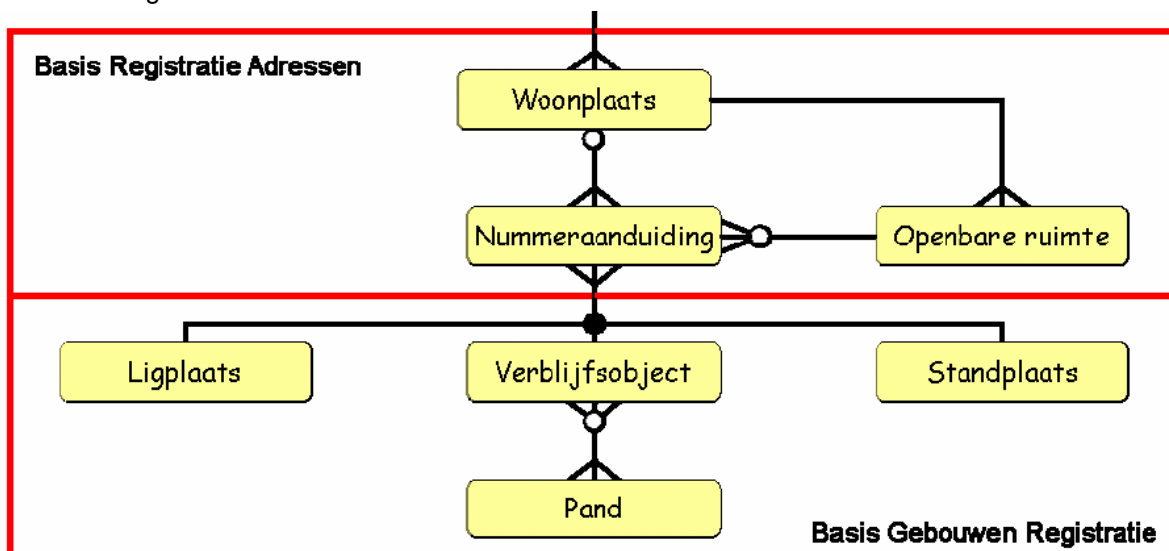 Basis Registratie Adressen
Woonplaats
Nummeraanduiding
Openbare ruimte
Ligplaats
Verblijfsobject
Standplaats
Pand
Basis Gebouwen Registratie